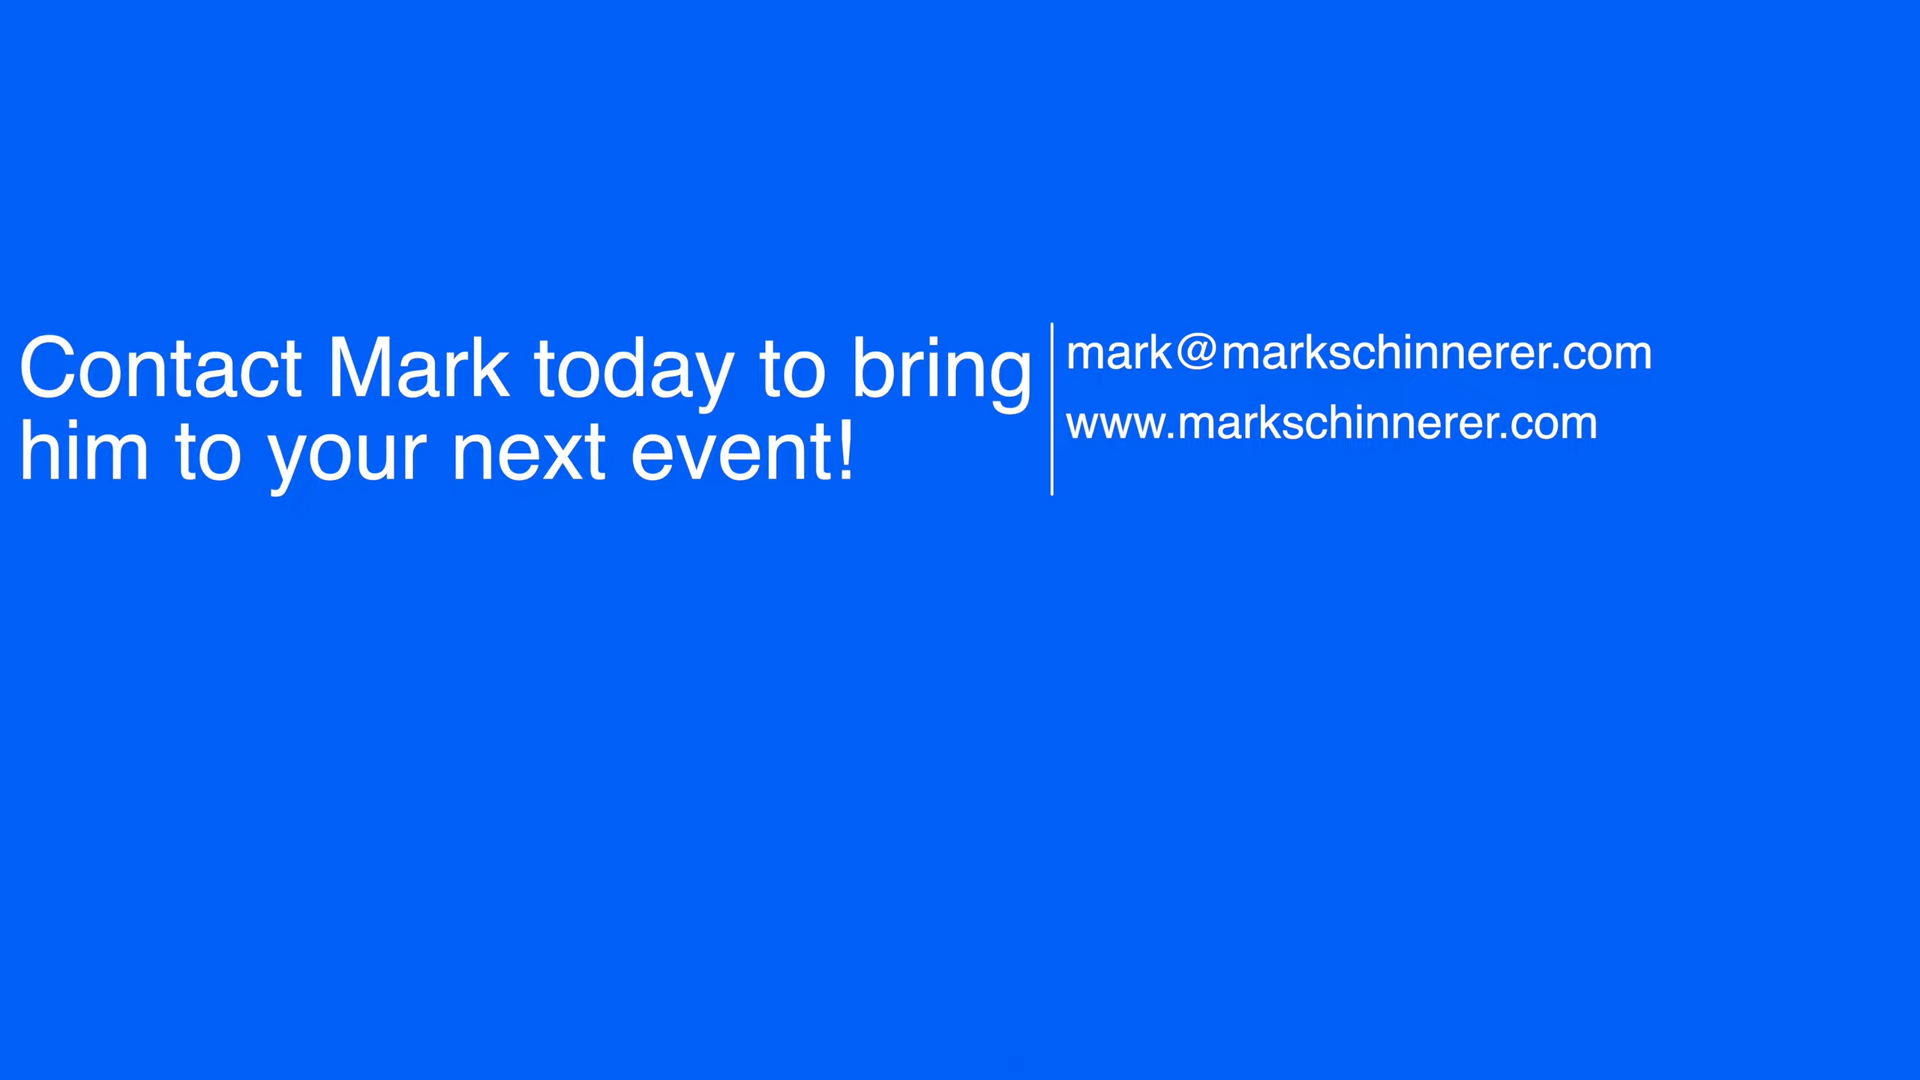 Contact Mark today to bring
him to your next event!
mark@markschinnerer.com
www.markschinnerer.com